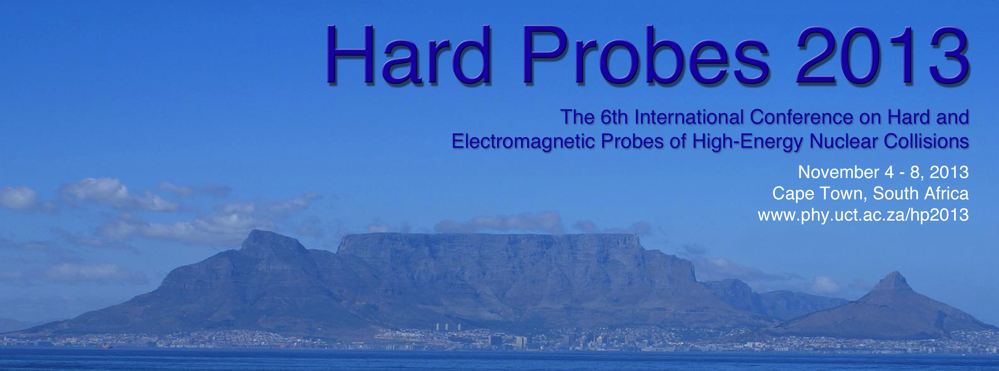 Hard Probes 2013
The 6th International Conference on Hard and
Electromagnetic Probes of High-Energy Nuclear Collisions
November 4 - 8, 2013
Cape Town, South Africa
www.phy.uct.ac.za/hp2013